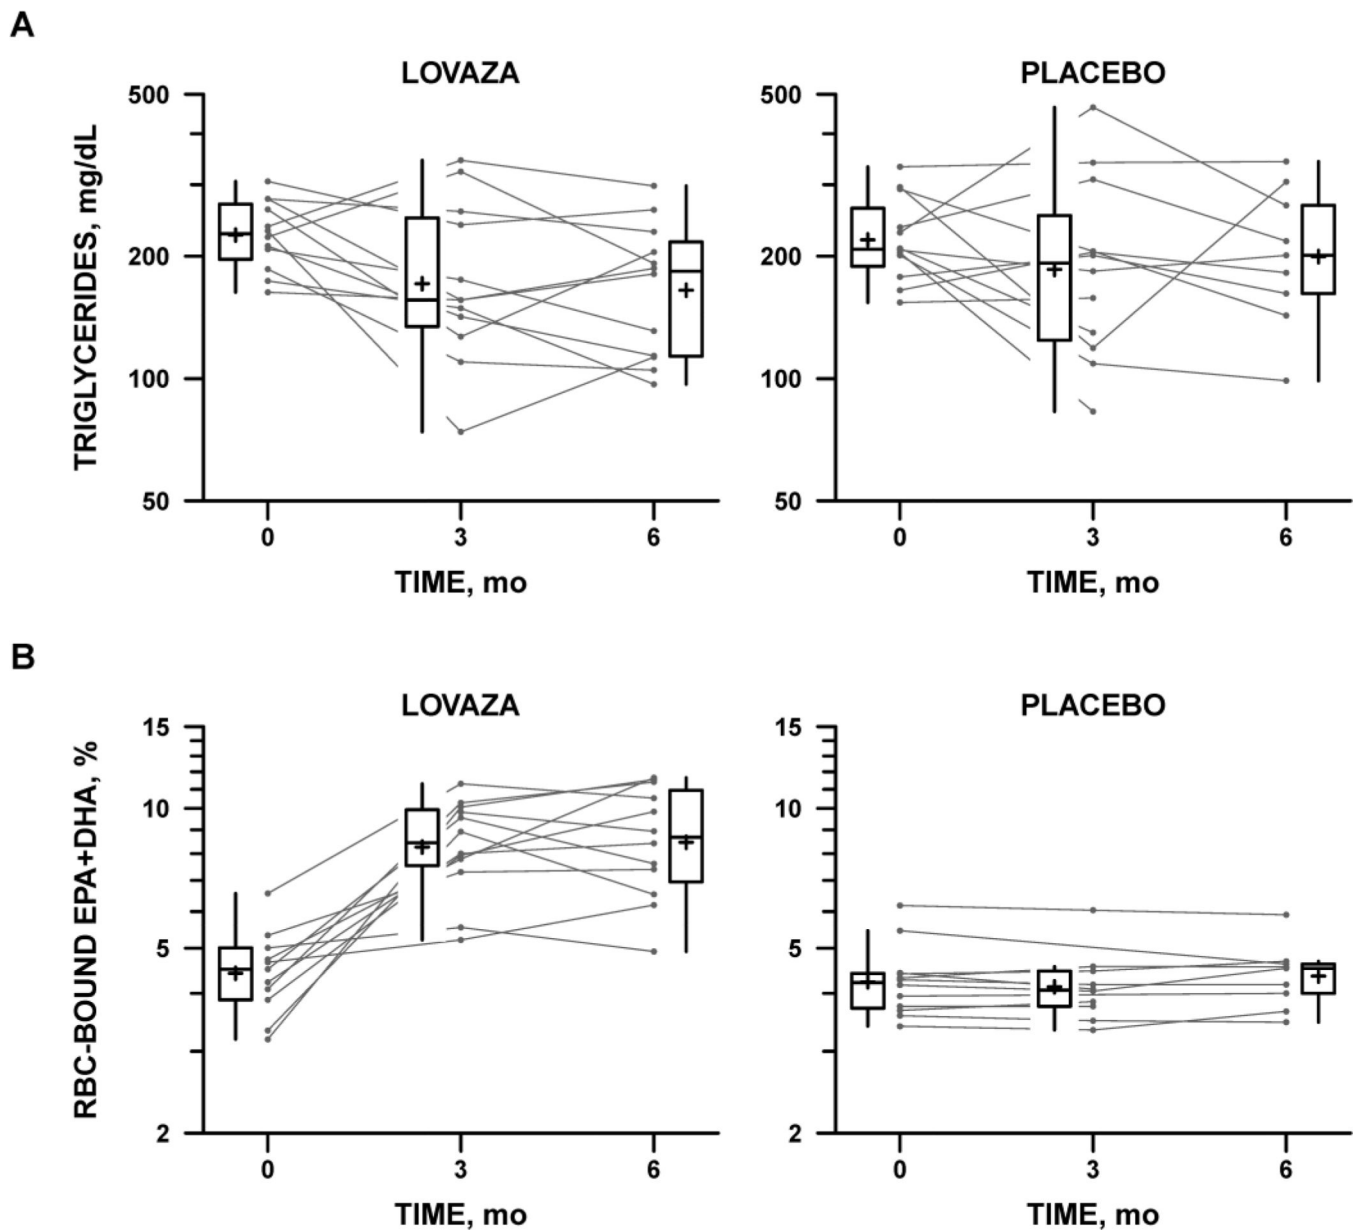 A
LOVAZA
PLACEBO
TRIGLYCERIDES, mg/dL
500
200
100
50
0 3 6
TIME, mo
500
200
100
50
0 3 6
TIME, mo
B
LOVAZA
PLACEBO
RBC-BOUND EPA+DHA, %
15
10
5
2
0 3 6
TIME, mo
15
10
5
2
0 3 6
TIME, mo